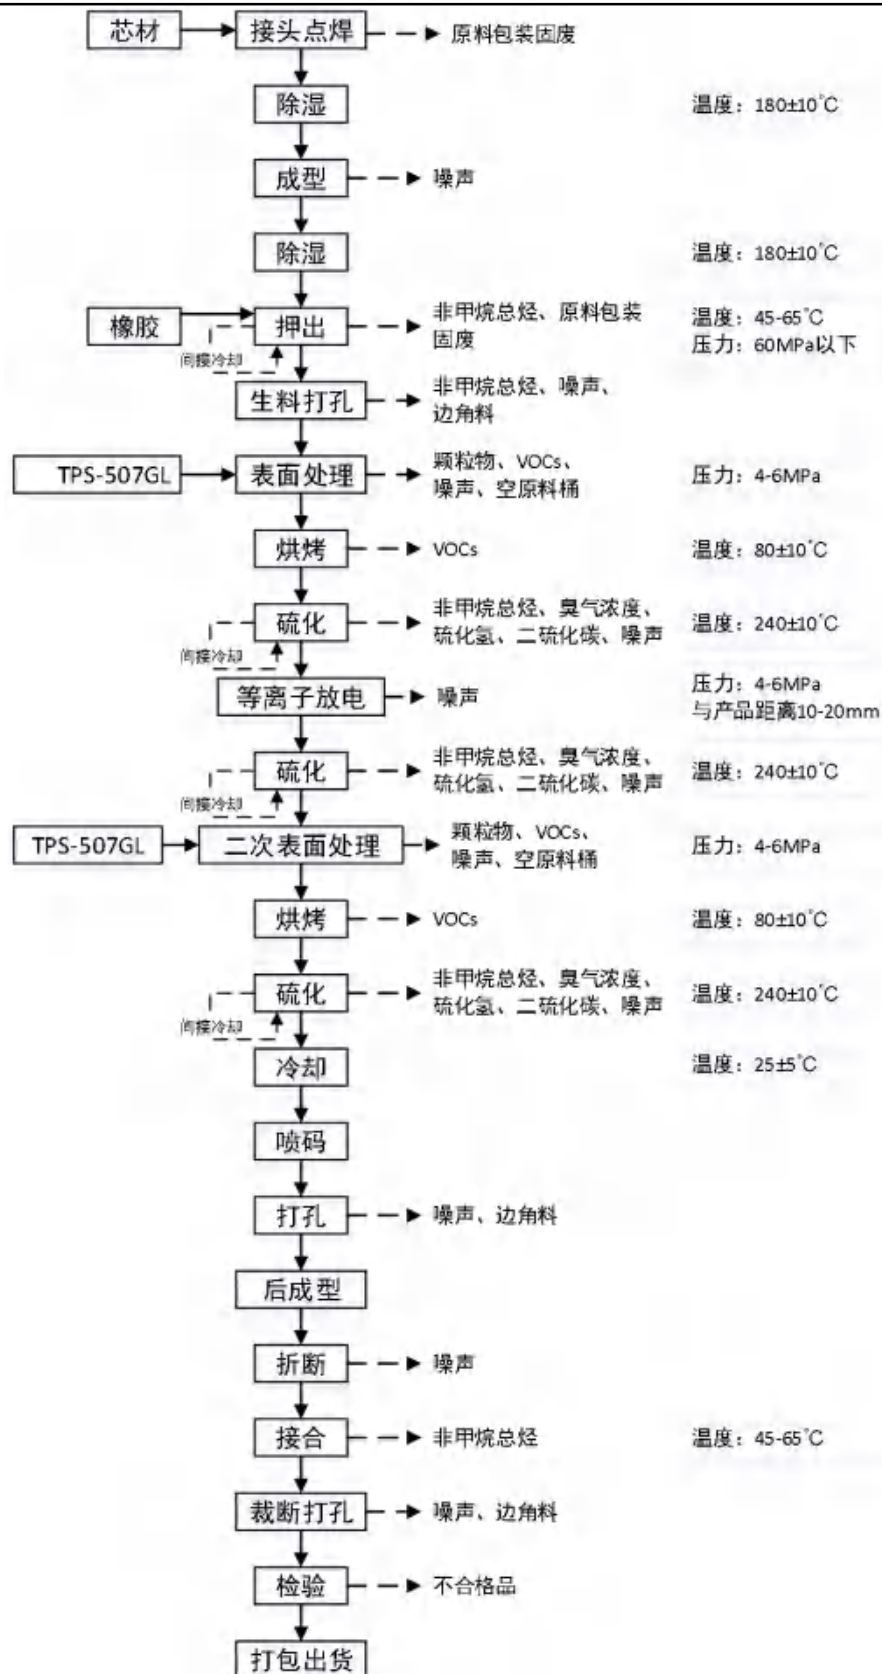 芯材
接头点焊
原料包装固废
除湿
温度：180±10℃
成型
噪声
除湿
温度：180±10℃
橡胶
押出
间接冷却
非甲烷总烃、原料包装
固废
温度：45-65℃
压力：60MPa以下
生料打孔
非甲烷总烃、噪声、
边角料
TPS-507GL
表面处理
颗粒物、VOCs、
噪声、空原料桶
压力：4-6MPa
烘烤
VOCs
温度：80±10℃
硫化
间接冷却
非甲烷总烃、臭气浓度、
硫化氢、二硫化碳、噪声
温度：240±10℃
等离子放电
噪声
压力：4-6MPa
与产品距离10-20mm
硫化
间接冷却
非甲烷总烃、臭气浓度、
硫化氢、二硫化碳、噪声
温度：240±10℃
TPS-507GL
二次表面处理
颗粒物、VOCs、
噪声、空原料桶
压力：4-6MPa
烘烤
VOCs
温度：80±10℃
硫化
间接冷却
非甲烷总烃、臭气浓度、
硫化氢、二硫化碳、噪声
温度：240±10℃
冷却
温度：25±5℃
喷码
打孔
噪声、边角料
后成型
折断
噪声
接合
非甲烷总烃
温度：45-65℃
裁断打孔
噪声、边角料
检验
不合格品
打包出货